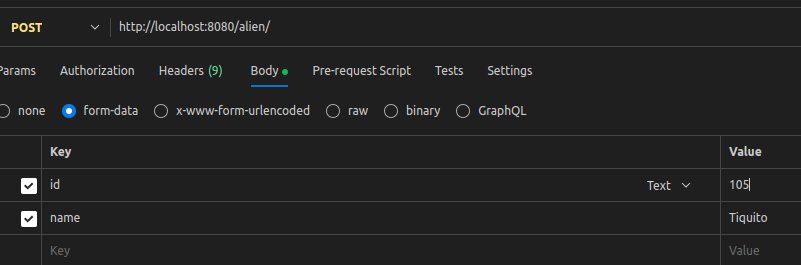 POST http://localhost:8080/alien/
Params Authorization Headers (9) Body Pre-request Script Tests Settings
none form-data x-www-form-urlencoded raw binary GraphQL
Key Value
id Text 105
name Tiquito
Key Value